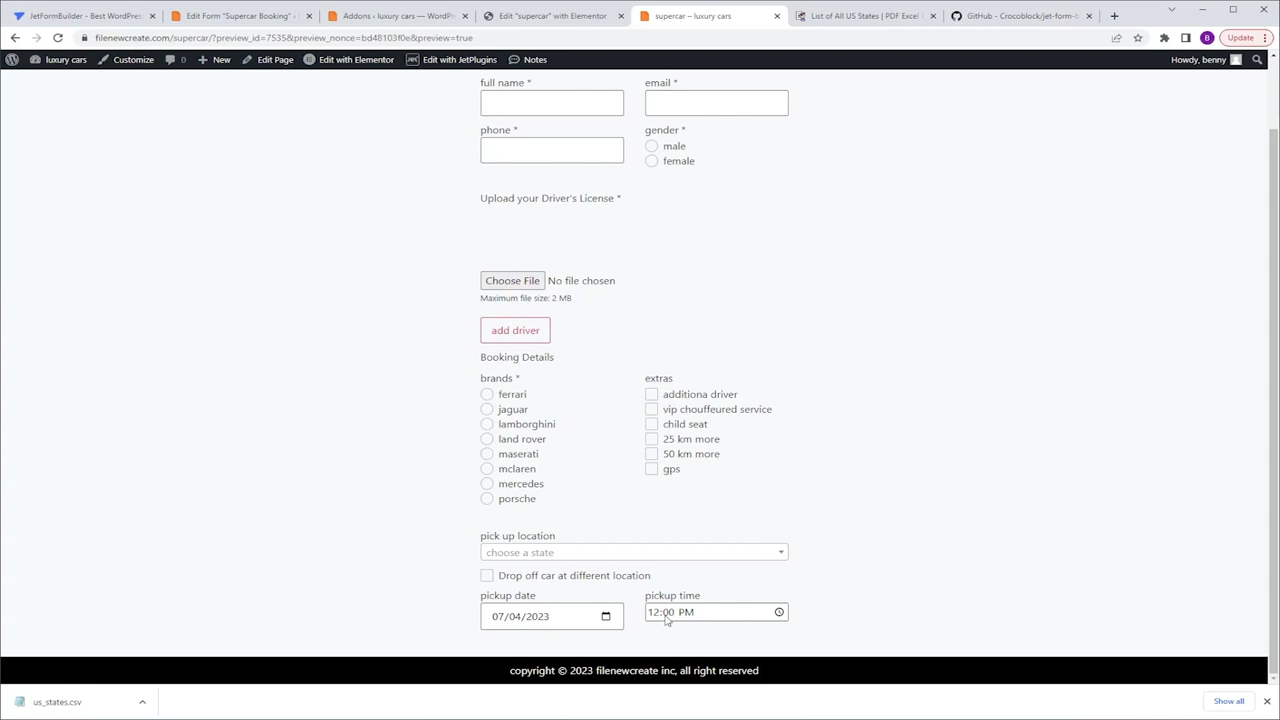 JetFormBuilder - Best WordPress
Edit Form "Supercar Booking"
Addons ‹ luxury cars — WordPr
Edit "supercar" with Elementor
supercar – luxury cars
List of All US States | PDF Excel
GitHub - Crocoblock/jet-form-b
filenewcreate.com/supercar/?preview_id=7535&preview_nonce=bd48103f0e&preview=true
B
Update
luxury cars
Customize
0
New
Edit Page
Edit with Elementor
Edit with JetPlugins
Notes
Howdy, benny
full name *
email *
phone *
gender *
male
female
Upload your Driver's License *
Choose File No file chosen
Maximum file size: 2 MB
add driver
Booking Details
brands *
ferrari
jaguar
lamborghini
land rover
maserati
mclaren
mercedes
porsche
extras
additiona driver
vip chouffeured service
child seat
25 km more
50 km more
gps
pick up location
choose a state
Drop off car at different location
pickup date
07/04/2023
pickup time
12:00 PM
copyright © 2023 filenewcreate inc, all right reserved
us_states.csv
Show all